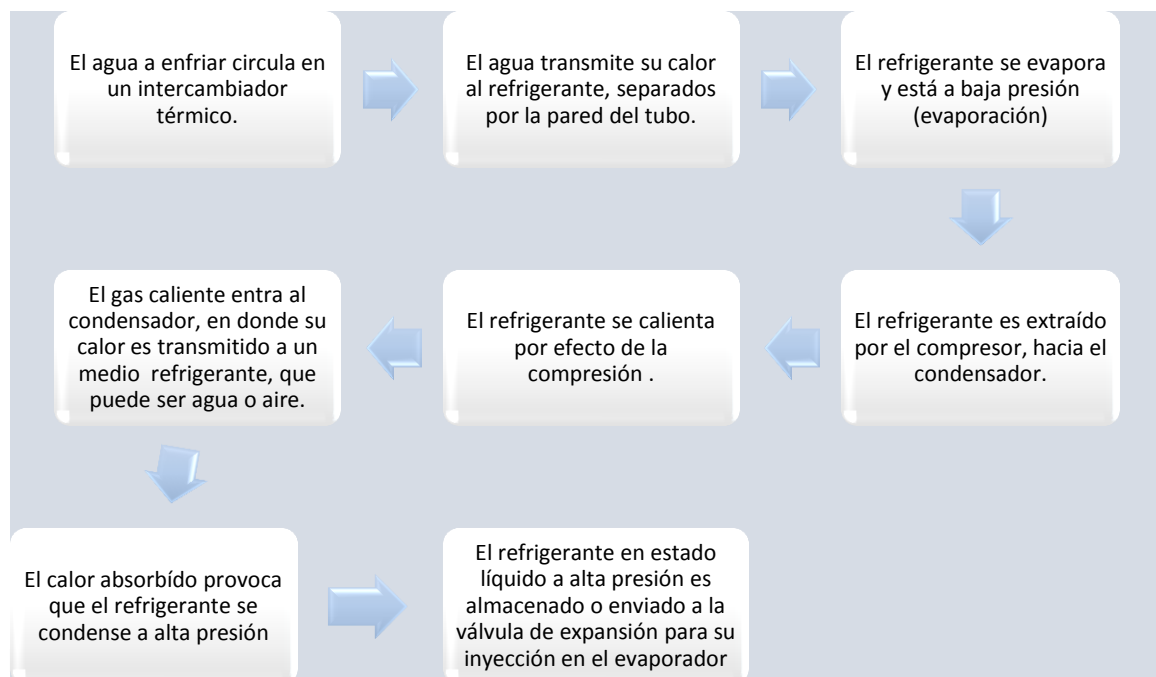 El agua a enfriar circula en
un intercambiador
térmico.
El agua transmite su calor
al refrigerante, separados
por la pared del tubo.
El refrigerante se evapora
y está a baja presión
(evaporación)
El refrigerante es extraído
por el compresor, hacia el
condensador.
El refrigerante se calienta
por efecto de la
compresión .
El gas caliente entra al
condensador, en donde su
calor es transmitido a un
medio refrigerante, que
puede ser agua o aire.
El calor absorbído provoca
que el refrigerante se
condense a alta presión
El refrigerante en estado
líquido a alta presión es
almacenado o enviado a la
válvula de expansión para su
inyección en el evaporador